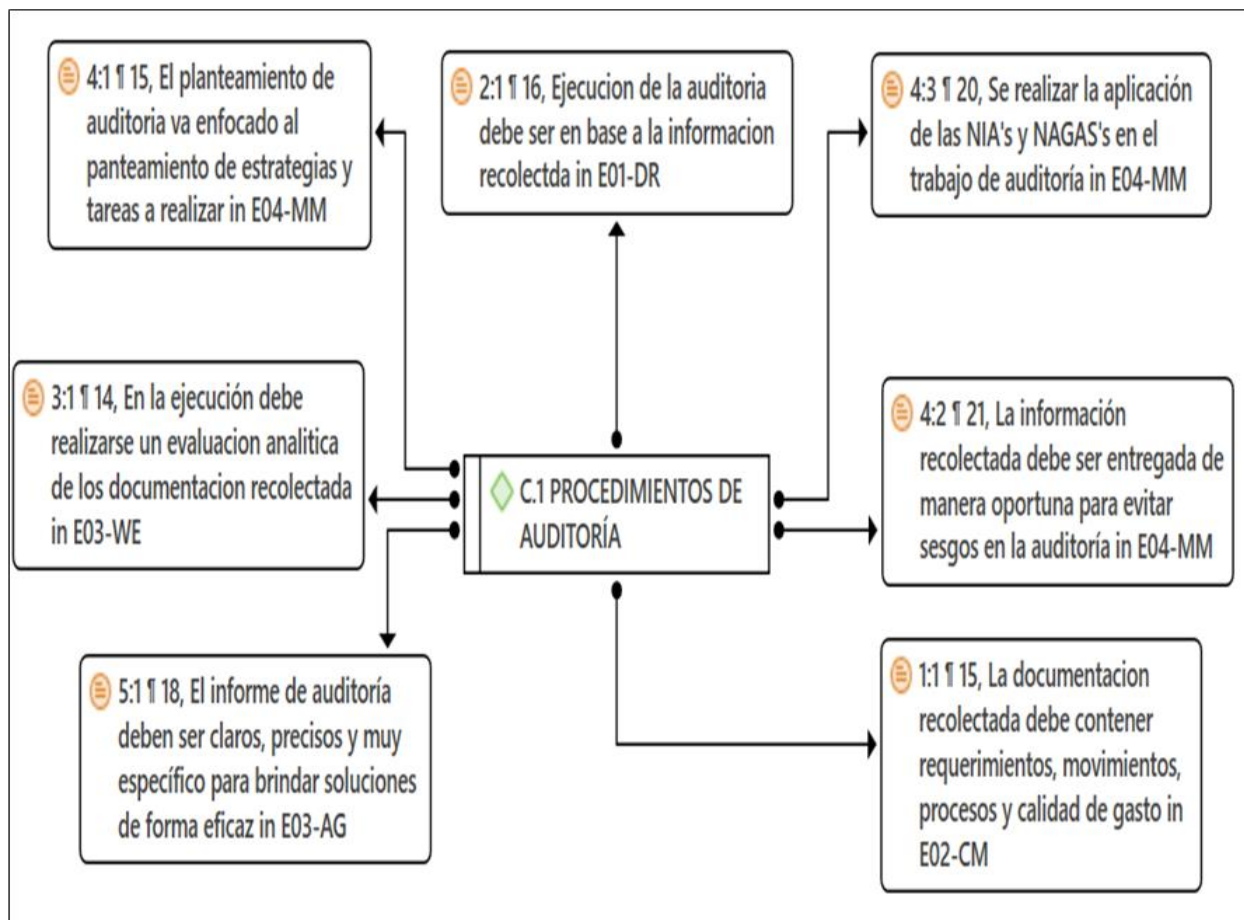 4:1 ¶ 15, El planteamiento de
auditoria va enfocado al
panteamiento de estrategias y
tareas a realizar in E04-MM
2:1 ¶ 16, Ejecucion de la auditoria
debe ser en base a la informacion
recolectda in E01-DR
4:3 ¶ 20, Se realizar la aplicación
de las NIA's y NAGAS's en el
trabajo de auditoría in E04-MM
3:1 ¶ 14, En la ejecución debe
realizarse un evaluacion analitica
de los documentacion recolectada
in E03-WE
C.1 PROCEDIMIENTOS DE
AUDITORÍA
4:2 ¶ 21, La información
recolectada debe ser entregada de
manera oportuna para evitar
sesgos en la auditoría in E04-MM
5:1 ¶ 18, El informe de auditoría
deben ser claros, precisos y muy
específico para brindar soluciones
de forma eficaz in E03-AG
1:1 ¶ 15, La documentacion
recolectada debe contener
requerimientos, movimientos,
procesos y calidad de gasto in
E02-CM